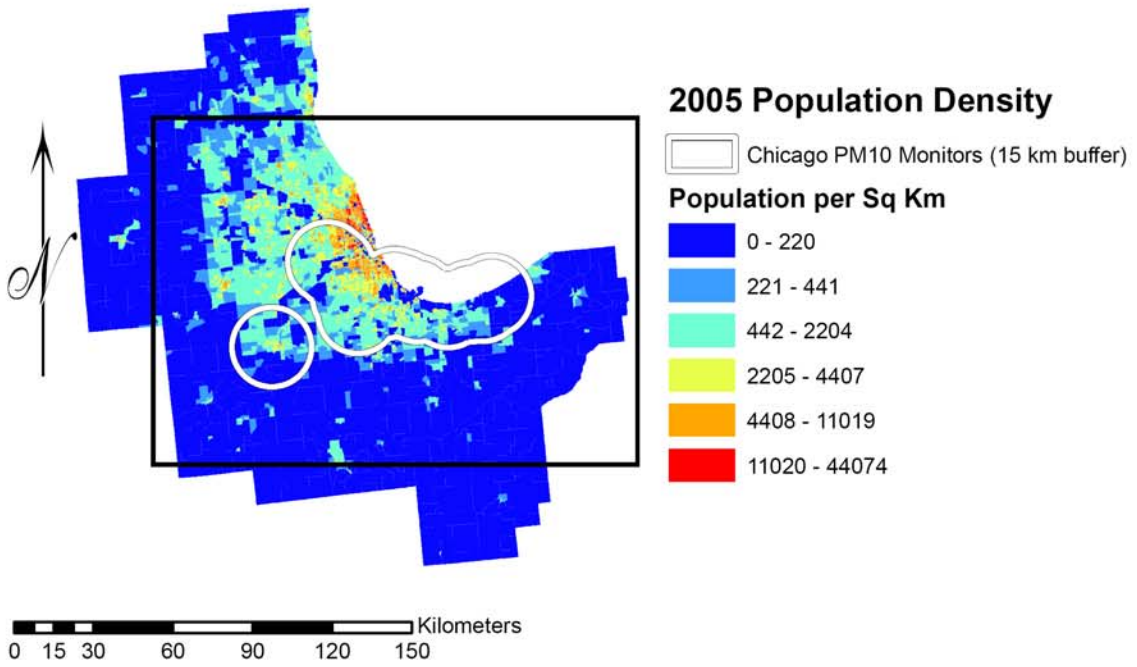 2005 Population Density
Chicago PM10 Monitors (15 km buffer)
Population per Sq Km
0 - 220
221 - 441
442 - 2204
2205 - 4407
4408 - 11019
11020 - 44074
N
Kilometers
0 15 30 60 90 120 150